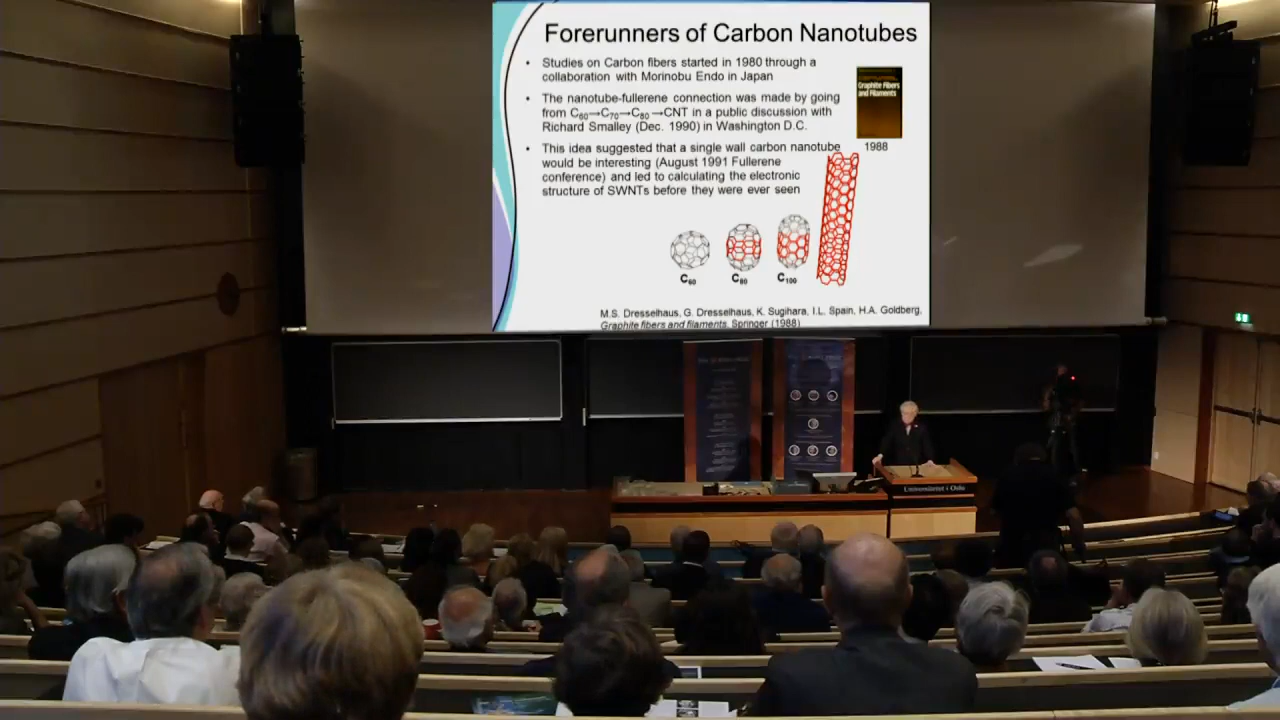 Forerunners of Carbon Nanotubes
• Studies on Carbon fibers started in 1980 through a
collaboration with Morinobu Endo in Japan
• The nanotube-fullerene connection was made by going
from C60→C70→C80→CNT in a public discussion with
Richard Smalley (Dec. 1990) in Washington D.C.
• This idea suggested that a single wall carbon nanotube
would be interesting (August 1991 Fullerene
conference) and led to calculating the electronic
structure of SWNTs before they were ever seen
Graphite Fibers
and Filaments
1988
C60
C80
C100
M.S. Dresselhaus, G. Dresselhaus, K. Sugihara, I.L. Spain, H.A. Goldberg,
Graphite fibers and filaments, Springer (1988)
Universitetet i Oslo